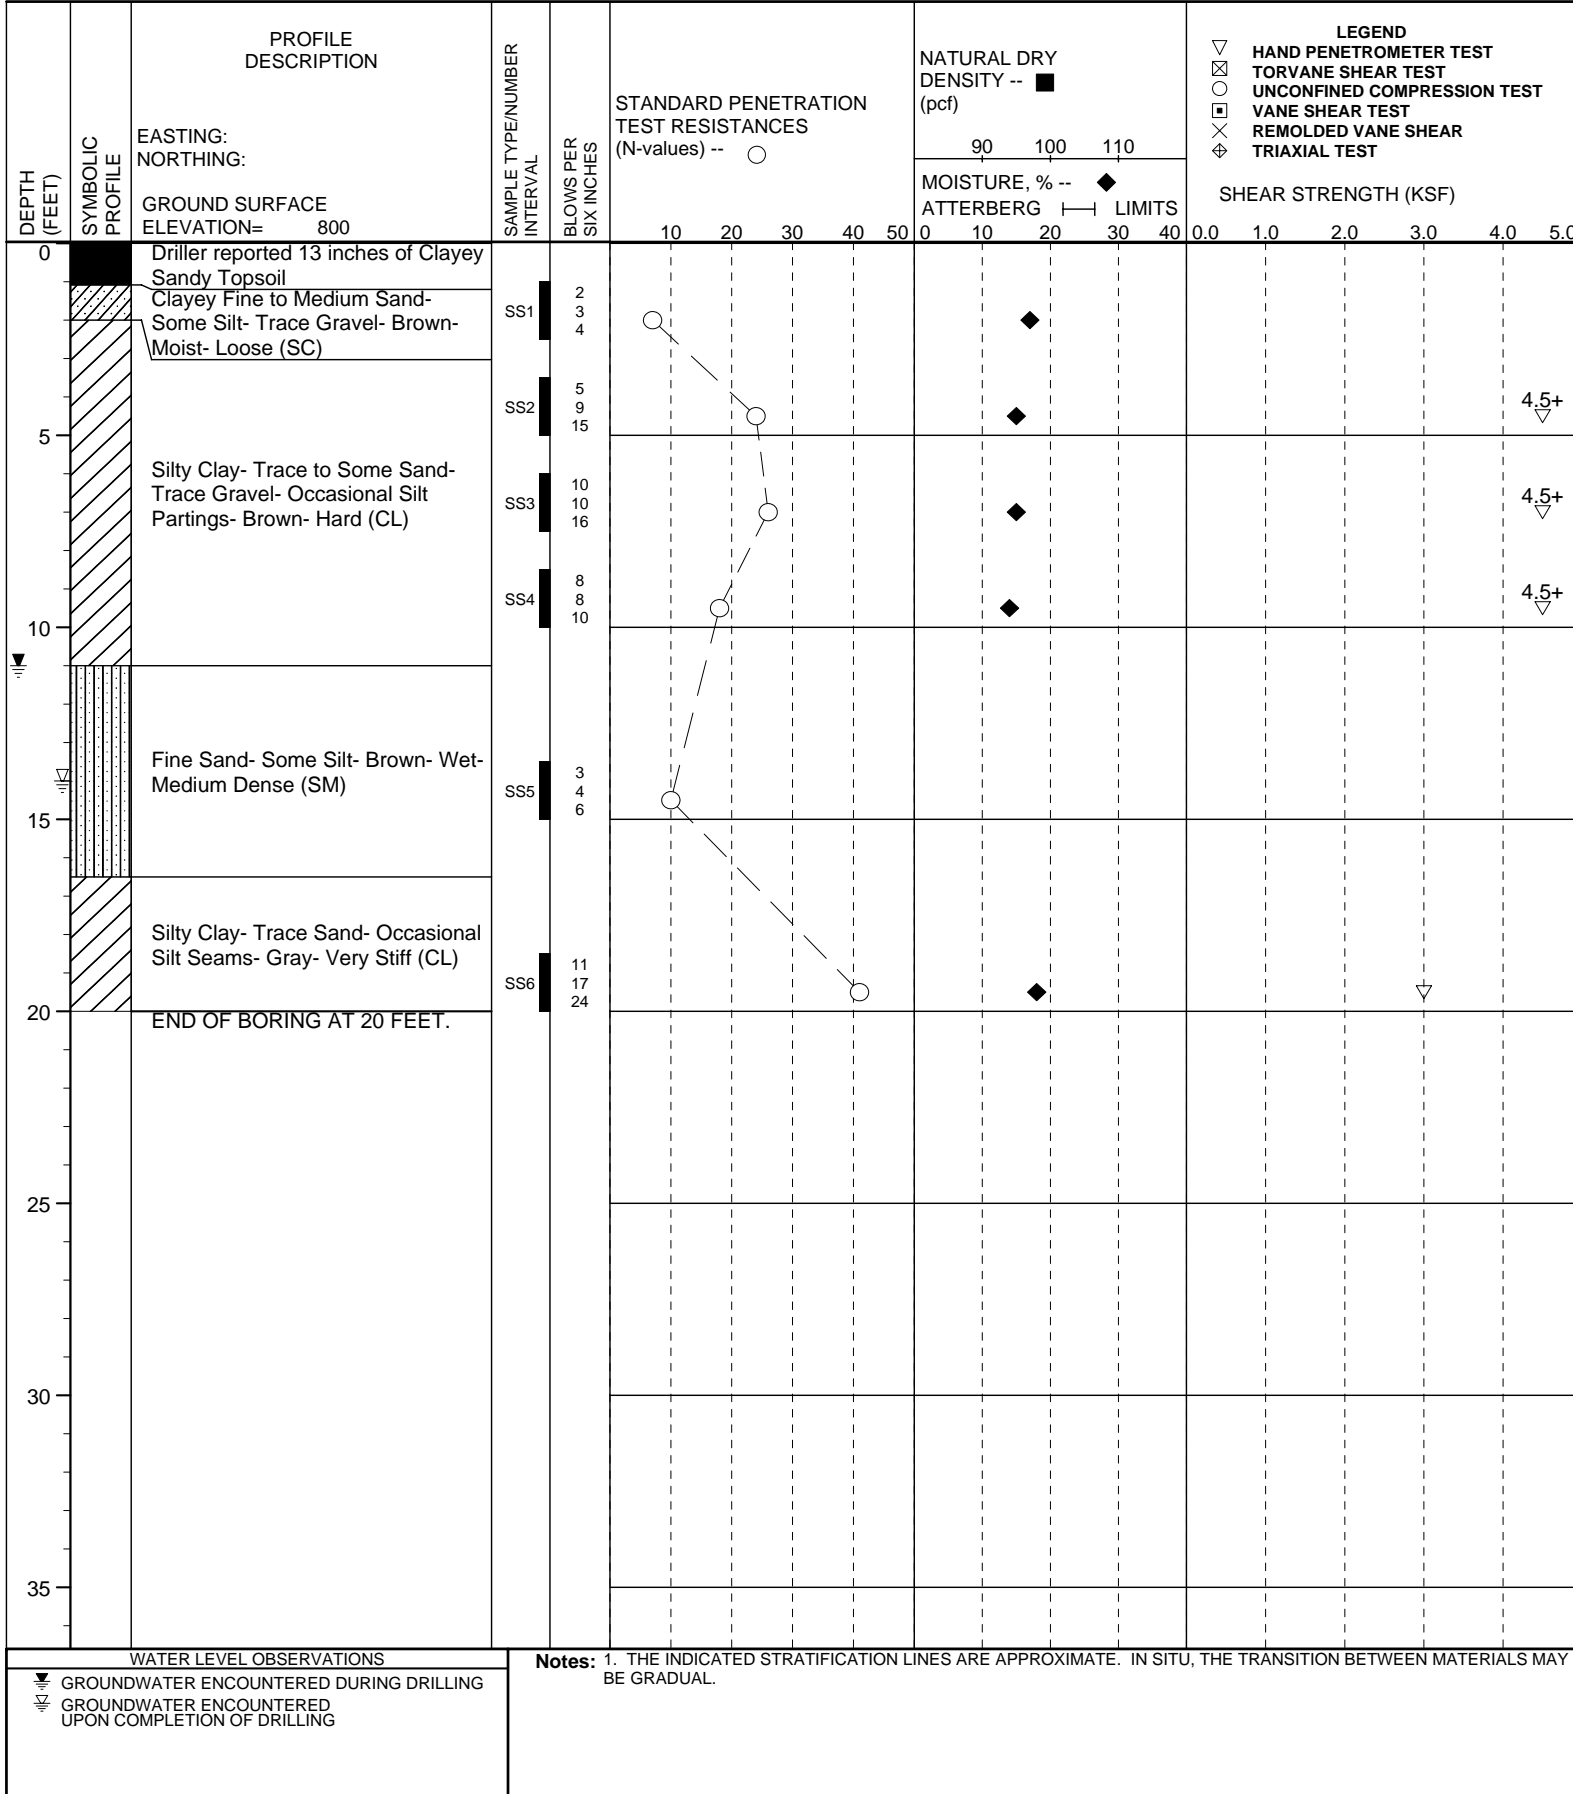 PROFILE
DESCRIPTION
EASTING:
NORTHING:
GROUND SURFACE
ELEVATION= 800
DEPTH
(FEET)
SYMBOLIC
PROFILE
SAMPLE TYPE/NUMBER
INTERVAL
BLOWS PER
SIX INCHES
STANDARD PENETRATION
TEST RESISTANCES
(N-values) --
10 20 30 40 50
NATURAL DRY
DENSITY --
(pcf)
90 100 110
MOISTURE, % --
ATTERBERG LIMITS
0 10 20 30 40
LEGEND
HAND PENETROMETER TEST
TORVANE SHEAR TEST
UNCONFINED COMPRESSION TEST
VANE SHEAR TEST
REMOLDED VANE SHEAR
TRIAXIAL TEST
SHEAR STRENGTH (KSF)
0.0 1.0 2.0 3.0 4.0 5.0
0
Driller reported 13 inches of Clayey
Sandy Topsoil
Clayey Fine to Medium Sand-
Some Silt- Trace Gravel- Brown-
Moist- Loose (SC)
SS1
2
3
4
SS2
5
9
15
4.5+
5
Silty Clay- Trace to Some Sand-
Trace Gravel- Occasional Silt
Partings- Brown- Hard (CL)
SS3
10
10
16
4.5+
SS4
8
8
10
4.5+
10
Fine Sand- Some Silt- Brown- Wet-
Medium Dense (SM)
SS5
3
4
6
15
Silty Clay- Trace Sand- Occasional
Silt Seams- Gray- Very Stiff (CL)
SS6
11
17
24
20
END OF BORING AT 20 FEET.
25
30
35
WATER LEVEL OBSERVATIONS
GROUNDWATER ENCOUNTERED DURING DRILLING
GROUNDWATER ENCOUNTERED
UPON COMPLETION OF DRILLING
Notes: 1. THE INDICATED STRATIFICATION LINES ARE APPROXIMATE. IN SITU, THE TRANSITION BETWEEN MATERIALS MAY
BE GRADUAL.